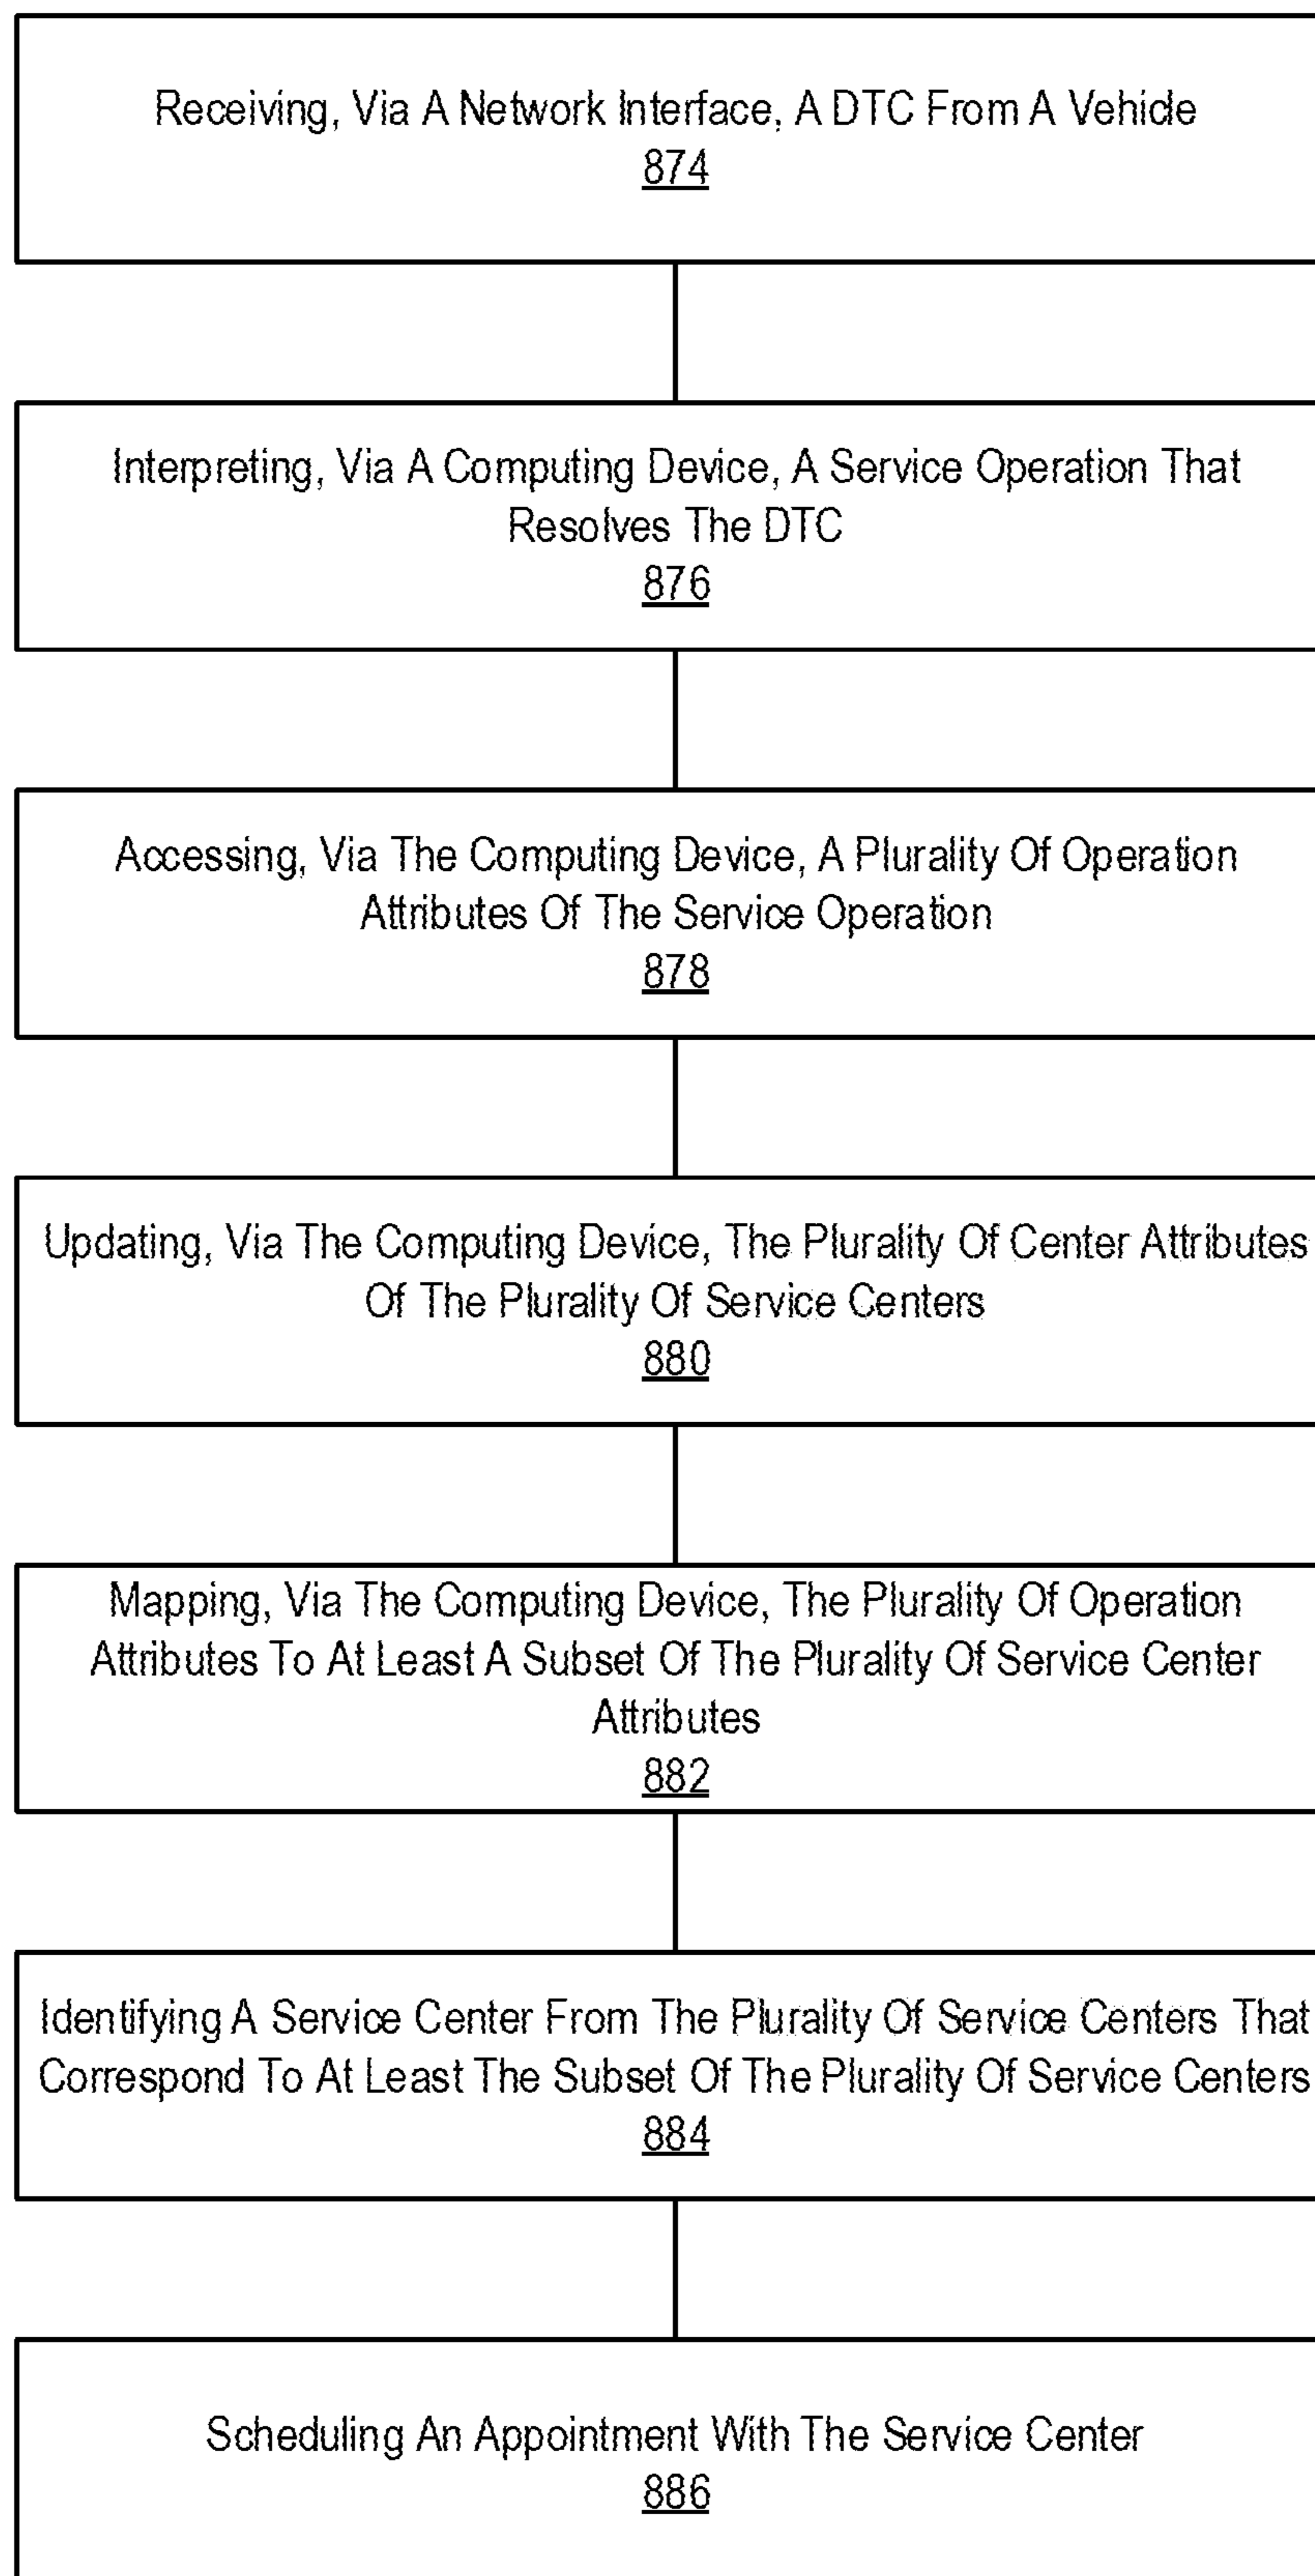 Receiving, Via A Network Interface, A DTC From A Vehicle
874
Interpreting, Via A Computing Device, A Service Operation That
Resolves The DTC
876
Accessing, Via The Computing Device, A Plurality Of Operation
Attributes Of The Service Operation
878
Updating, Via The Computing Device, The Plurality Of Center Attributes
Of The Plurality Of Service Centers
880
Mapping, Via The Computing Device, The Plurality Of Operation
Attributes To At Least A Subset Of The Plurality Of Service Center
Attributes
882
Identifying A Service Center From The Plurality Of Service Centers That
Correspond To At Least The Subset Of The Plurality Of Service Centers
884
Scheduling An Appointment With The Service Center
886